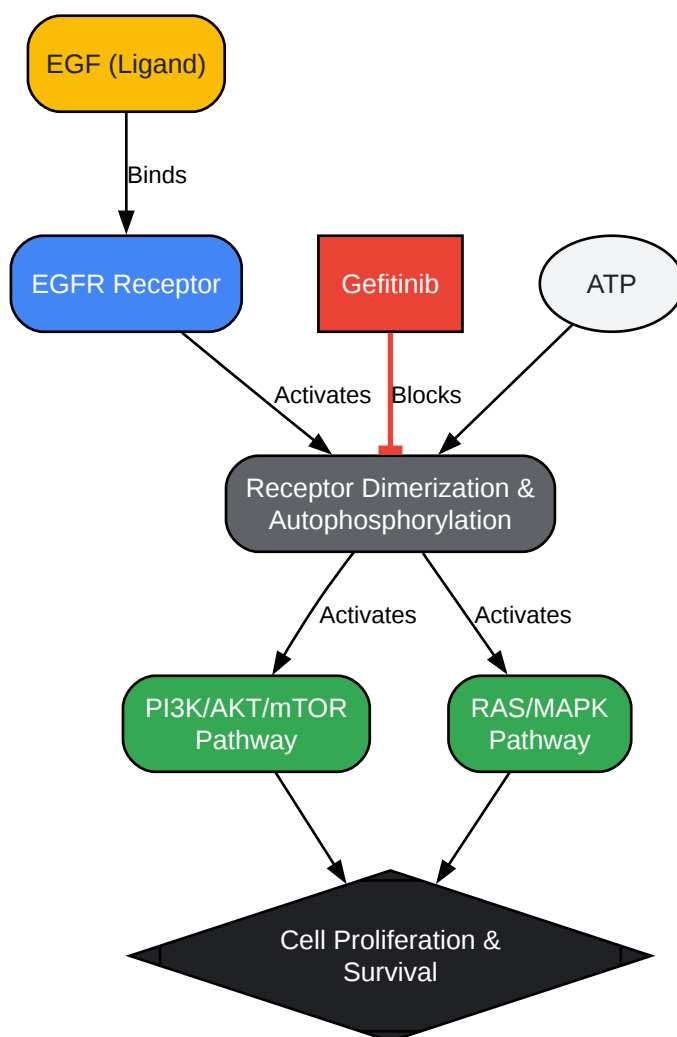 EGF (Ligand)
Binds
EGFR Receptor
Gefitinib
ATP
Activates
Blocks
Receptor Dimerization &
Autophosphorylation
Activates
Activates
PI3K/AKT/mTOR
Pathway
RAS/MAPK
Pathway
Cell Proliferation &
Survival